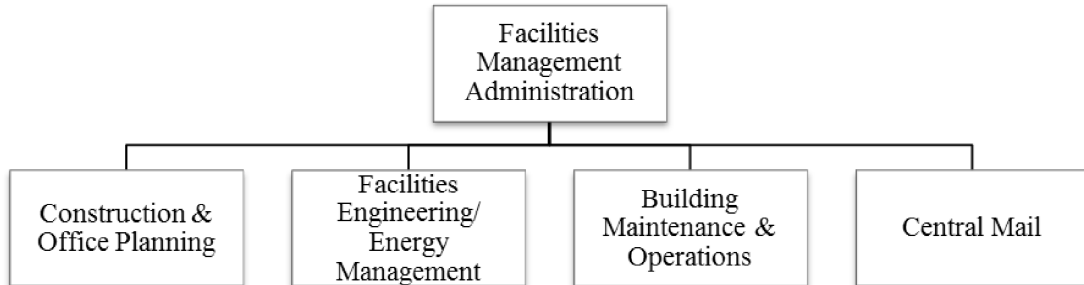 Facilities
Management
Administration
Construction &
Office Planning
Facilities
Engineering/
Energy
Management
Building
Maintenance &
Operations
Central Mail